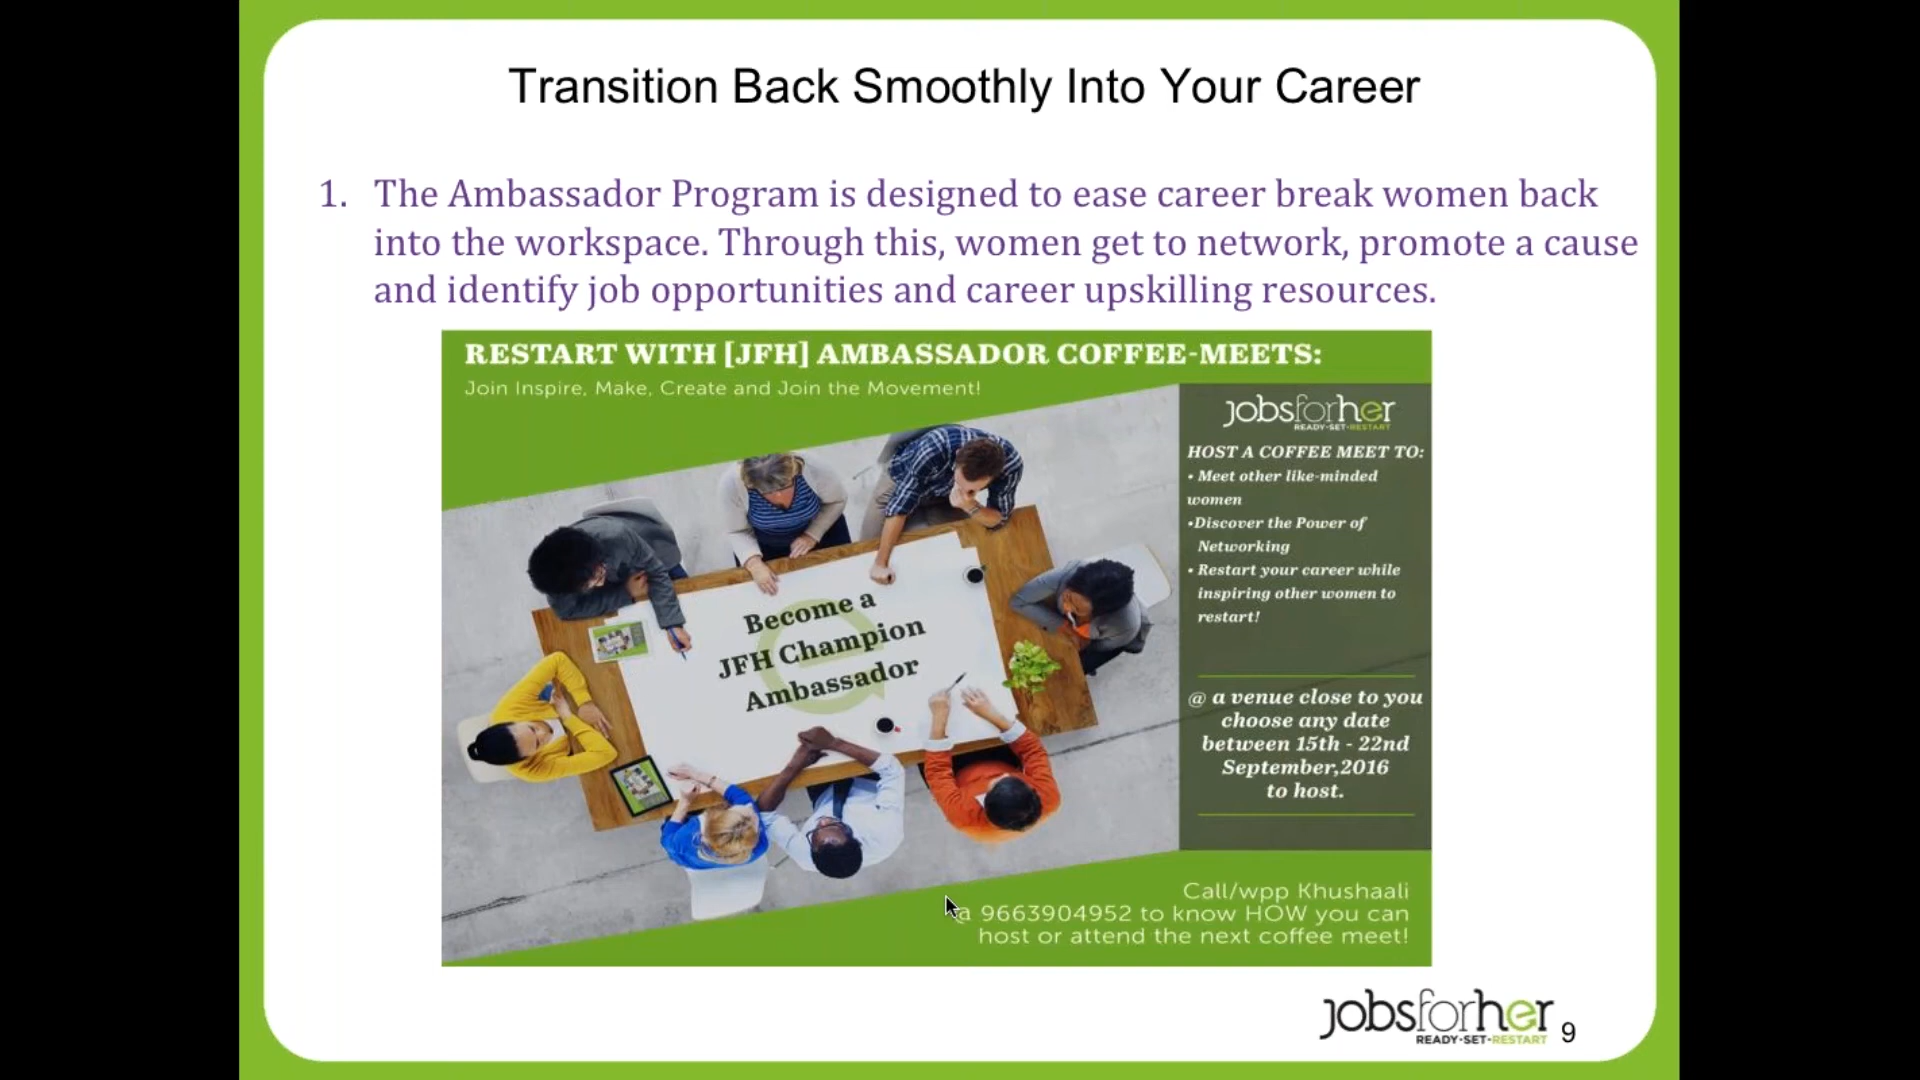 Transition Back Smoothly Into Your Career
1. The Ambassador Program is designed to ease career break women back
into the workspace. Through this, women get to network, promote a cause
and identify job opportunities and career upskilling resources.
RESTART WITH [JFH] AMBASSADOR COFFEE-MEETS:
Join Inspire, Make, Create and Join the Movement!
jobsforher
READY-SET-RESTART
HOST A COFFEE MEET TO:
• Meet other like-minded
women
•Discover the Power of
Networking
• Restart your career while
inspiring other women to
restart!
Become a
JFH Champion
Ambassador
@ a venue close to you
choose any date
between 15th - 22nd
September,2016
to host.
Call/wpp Khushaali
9663904952 to know HOW you can
host or attend the next coffee meet!
jobsforher
READY-SET-RESTART
9